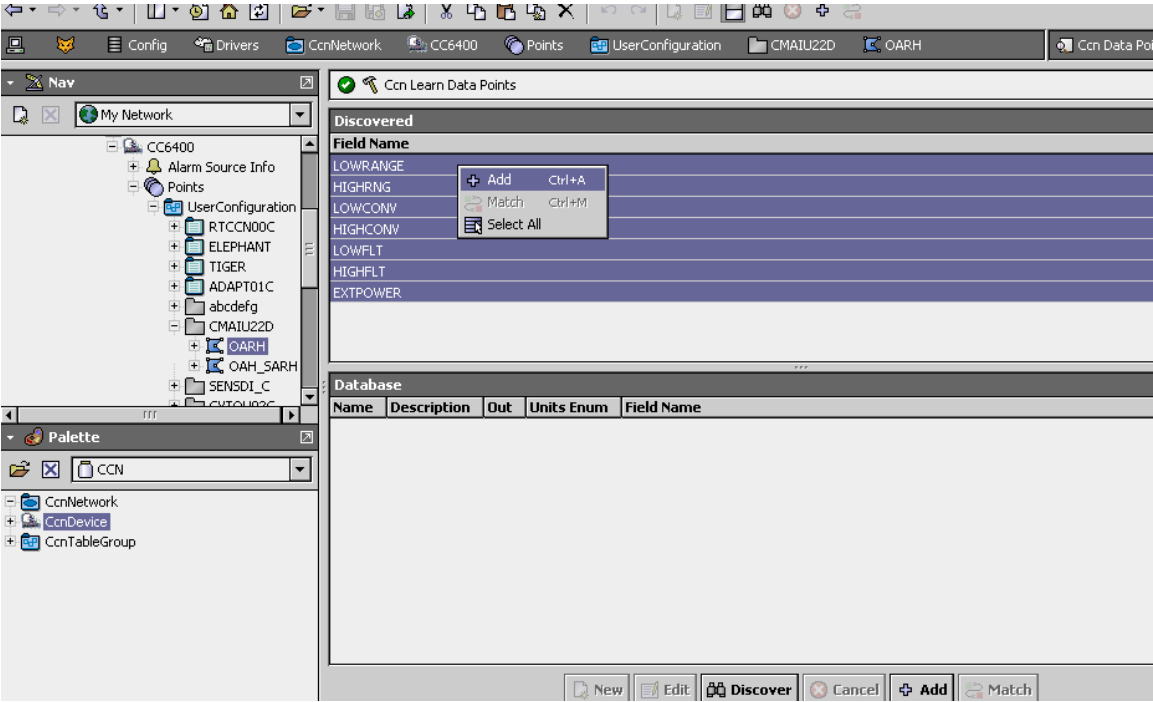 Config Drivers CcnNetwork CC6400 Points UserConfiguration CMAIU22D OARH Ccn Data Poi
Nav
My Network
CC6400
Alarm Source Info
Points
UserConfiguration
RTCCN00C
ELEPHANT
TIGER
ADAPT01C
abcdefg
CMAIU22D
OARH
OAH_SARH
SENSDI_C
Palette
CCN
CcnNetwork
CcnDevice
CcnTableGroup
Ccn Learn Data Points
Discovered
Field Name
LOWRANGE
HIGHRNG
LOWCONV
HIGHCONV
LOWFLT
HIGHFLT
EXTPOWER
Add Ctrl+A
Match Ctrl+M
Select All
Database
Name Description Out Units Enum Field Name
New Edit Discover Cancel Add Match